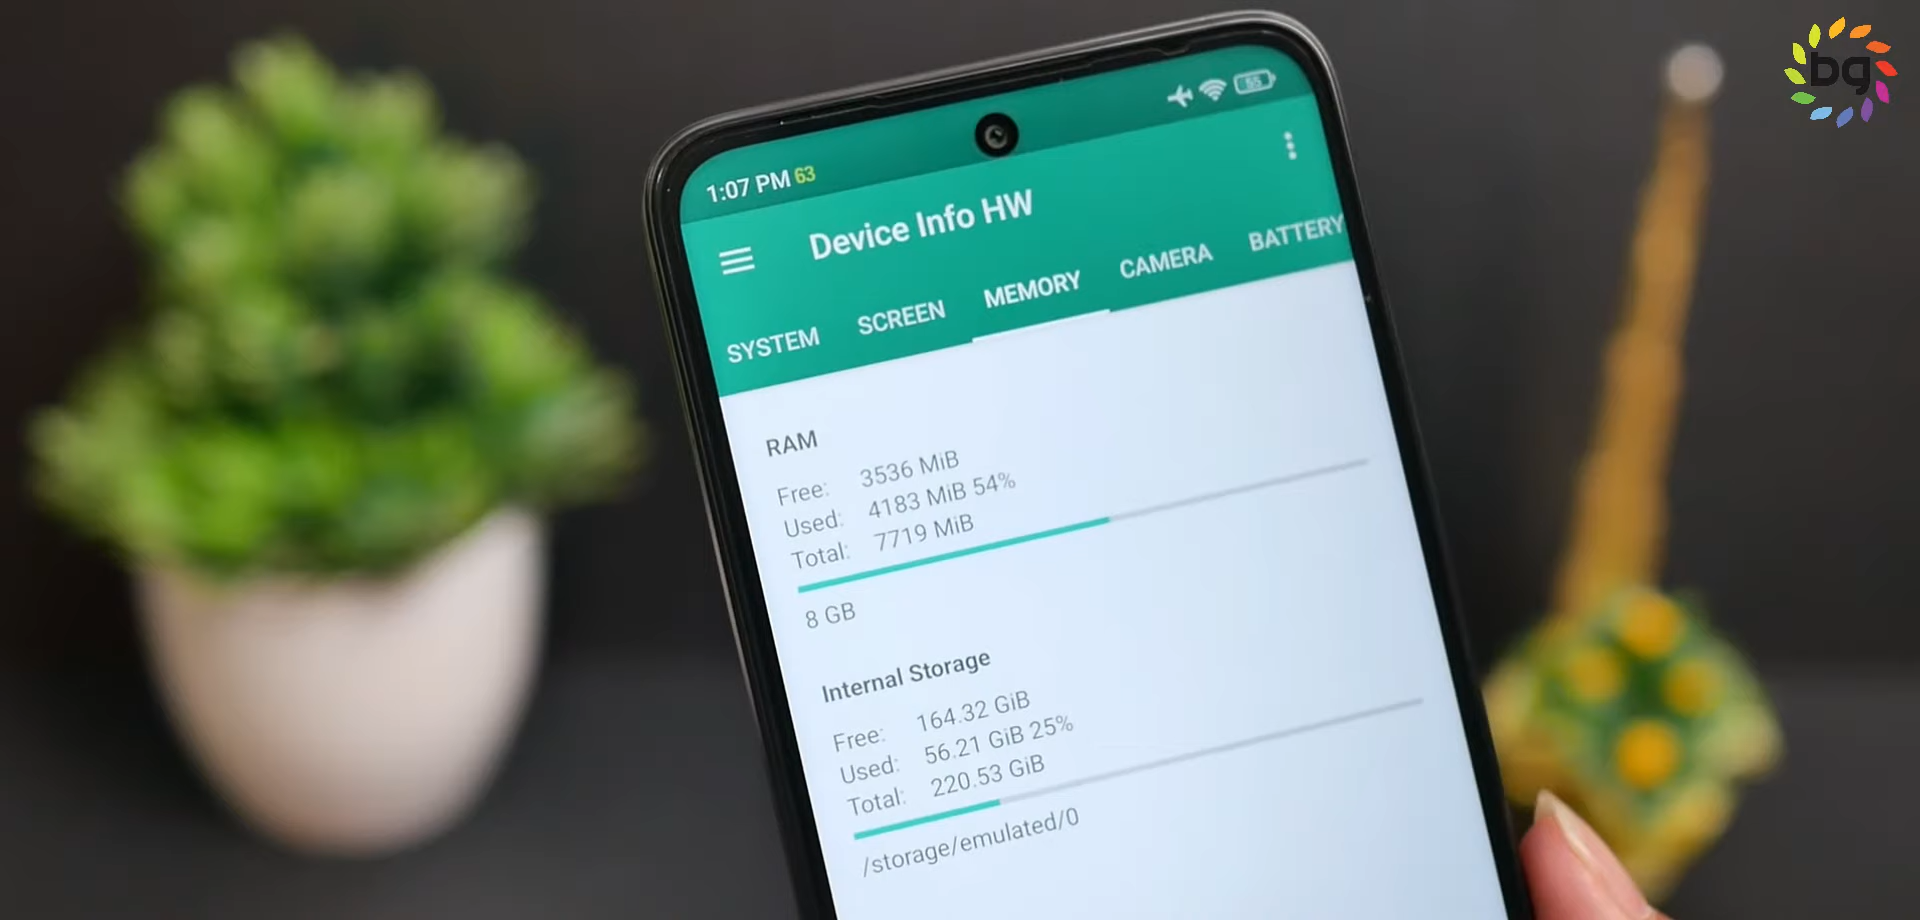 bg
1:07 PM 63
55
Device Info HW
SYSTEM SCREEN MEMORY CAMERA BATTERY
RAM
Free: 3536 MiB
Used: 4183 MiB 54%
Total: 7719 MiB
8 GB
Internal Storage
Free: 164.32 GiB
Used: 56.21 GiB 25%
Total: 220.53 GiB
/storage/emulated/0